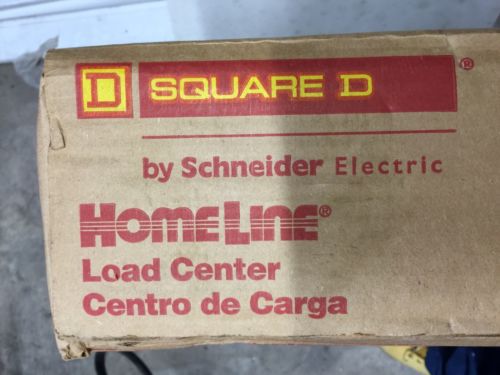 D SQUARE D®
by Schneider Electric
HOMELINE®
Load Center
Centro de Carga